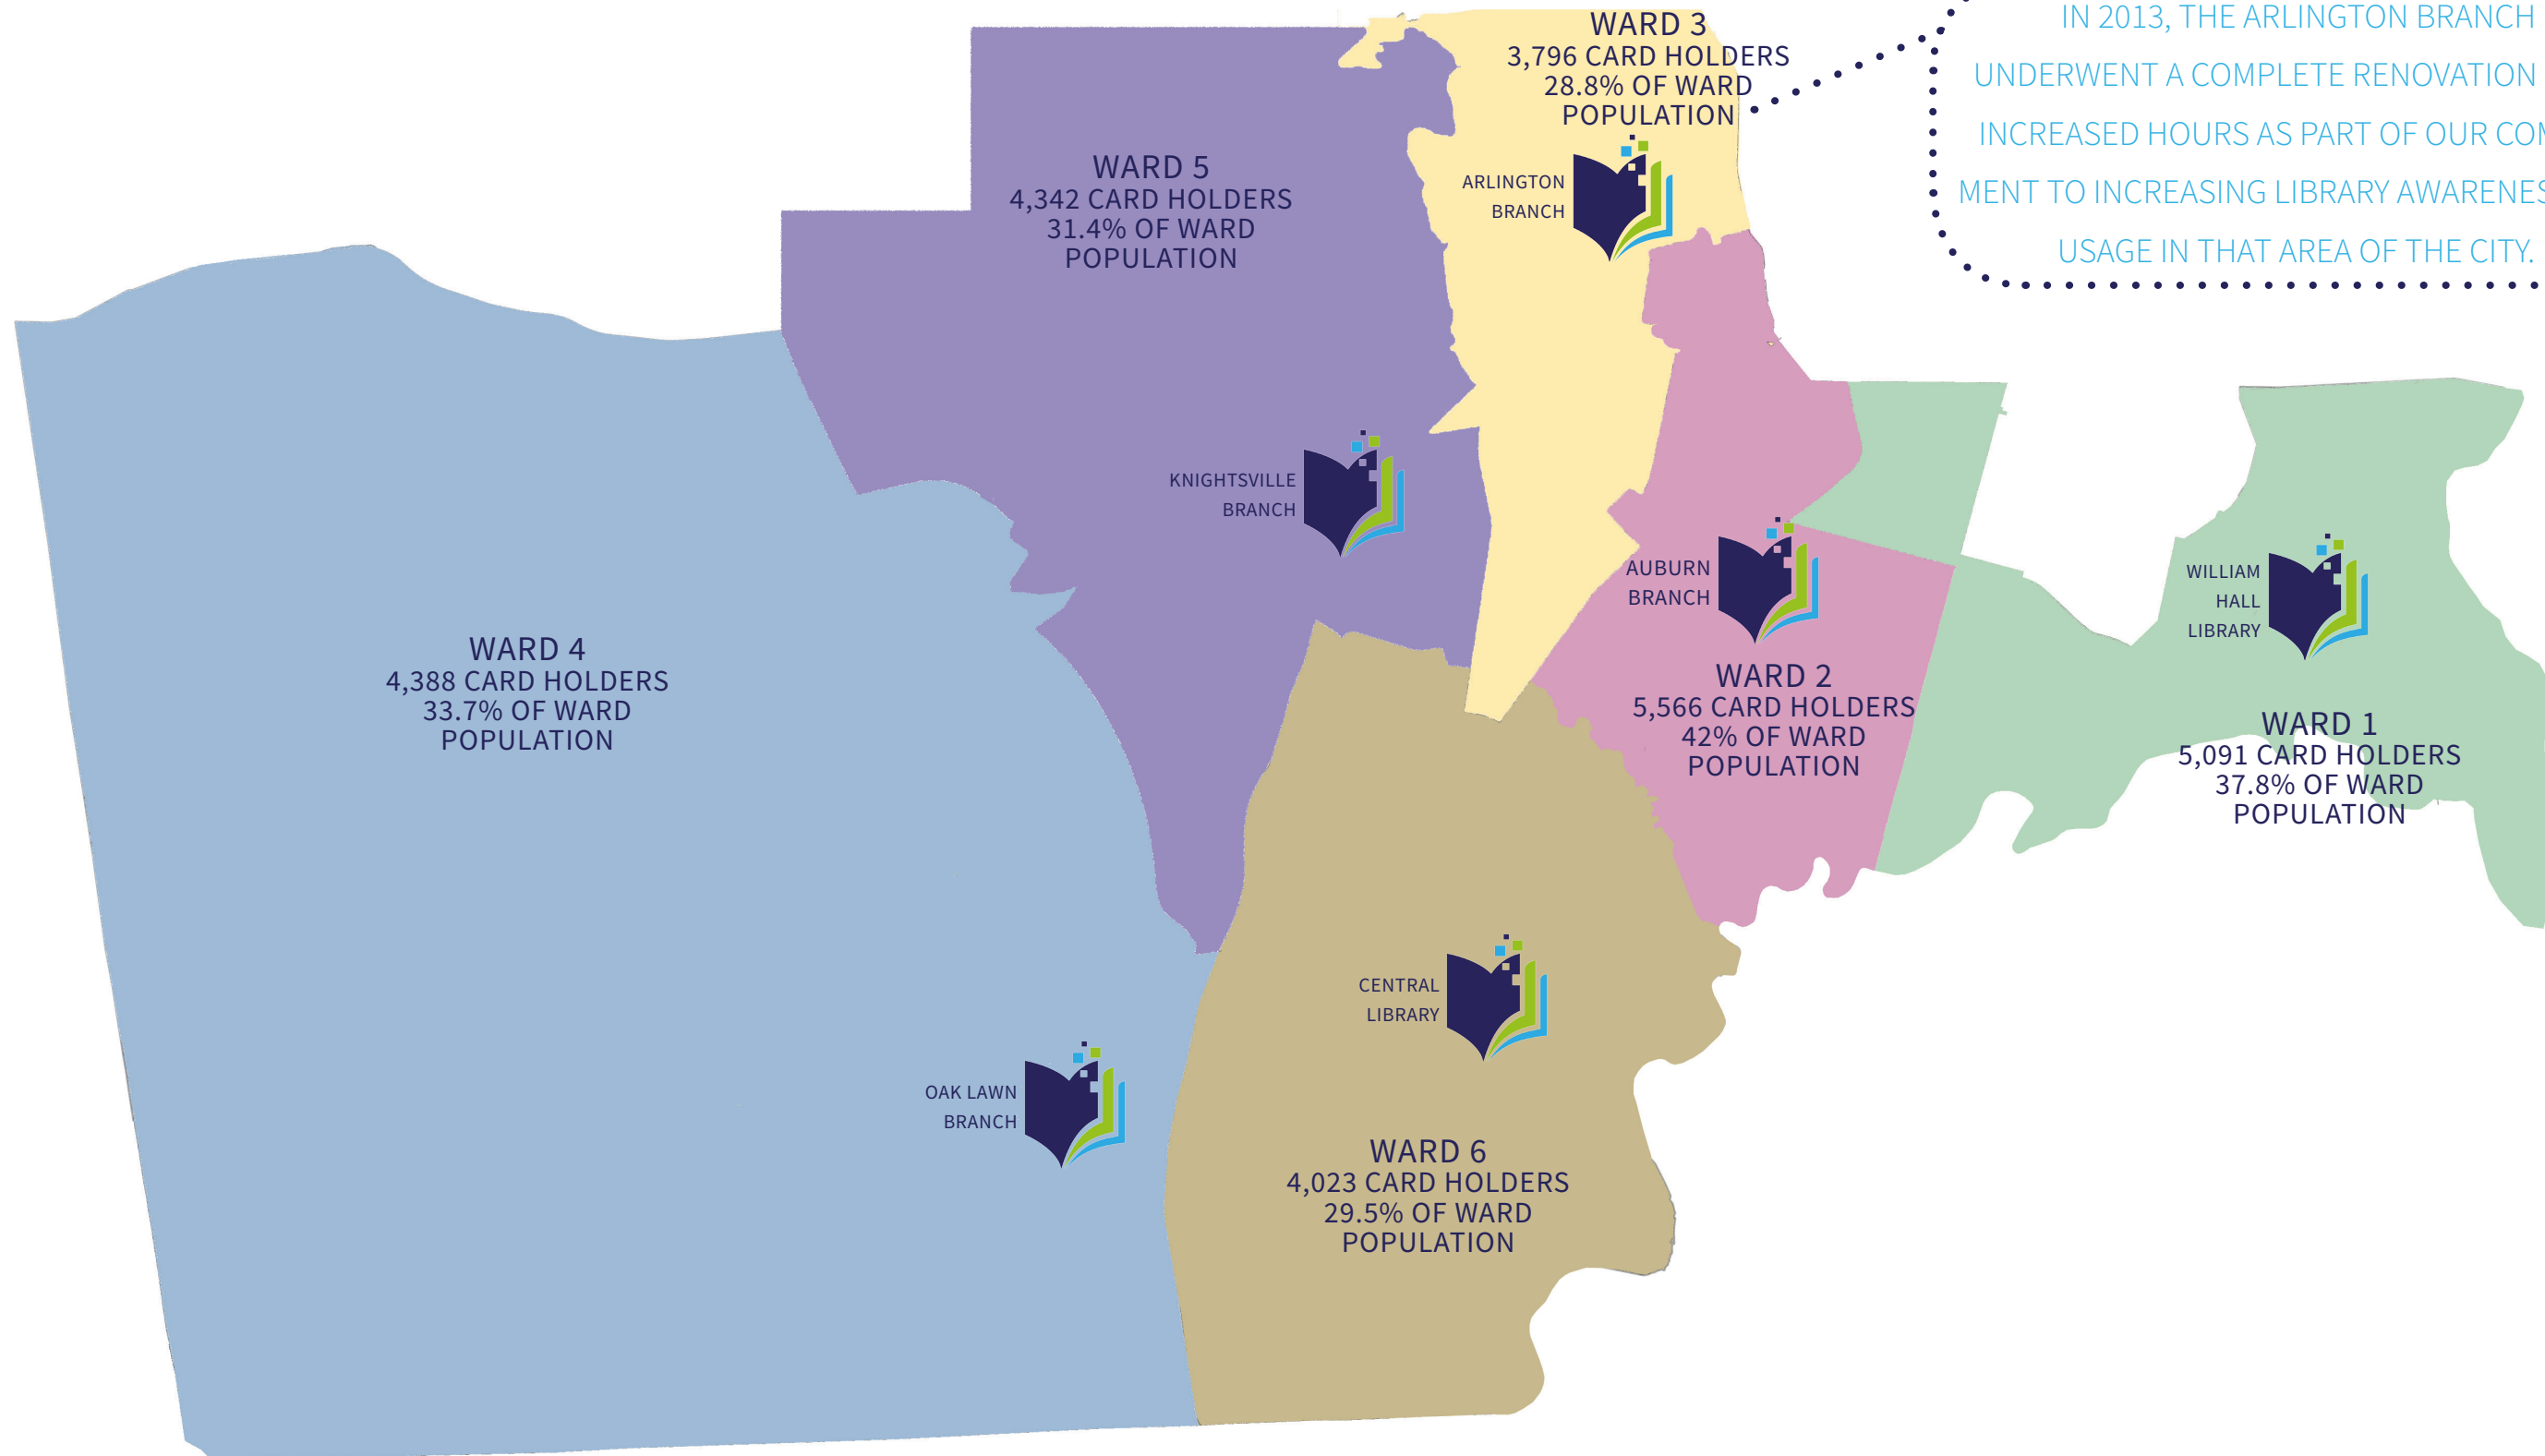 IN 2013, THE ARLINGTON BRANCH
UNDERWENT A COMPLETE RENOVATION
INCREASED HOURS AS PART OF OUR
MENT TO INCREASING LIBRARY
USAGE IN THAT AREA OF THE CITY.
WARD 3
3,796 CARD HOLDERS
28.8% OF WARD
POPULATION
ARLINGTON
BRANCH
WARD 5
4,342 CARD HOLDERS
31.4% OF WARD
POPULATION
KNIGHTSVILLE
BRANCH
AUBURN
BRANCH
WILLIAM
HALL
LIBRARY
WARD 4
4,388 CARD HOLDERS
33.7% OF WARD
POPULATION
WARD 2
5,566 CARD HOLDERS
42% OF WARD
POPULATION
WARD 1
5,091 CARD HOLDERS
37.8% OF WARD
POPULATION
CENTRAL
LIBRARY
OAK LAWN
BRANCH
WARD 6
4,023 CARD HOLDERS
29.5% OF WARD
POPULATION